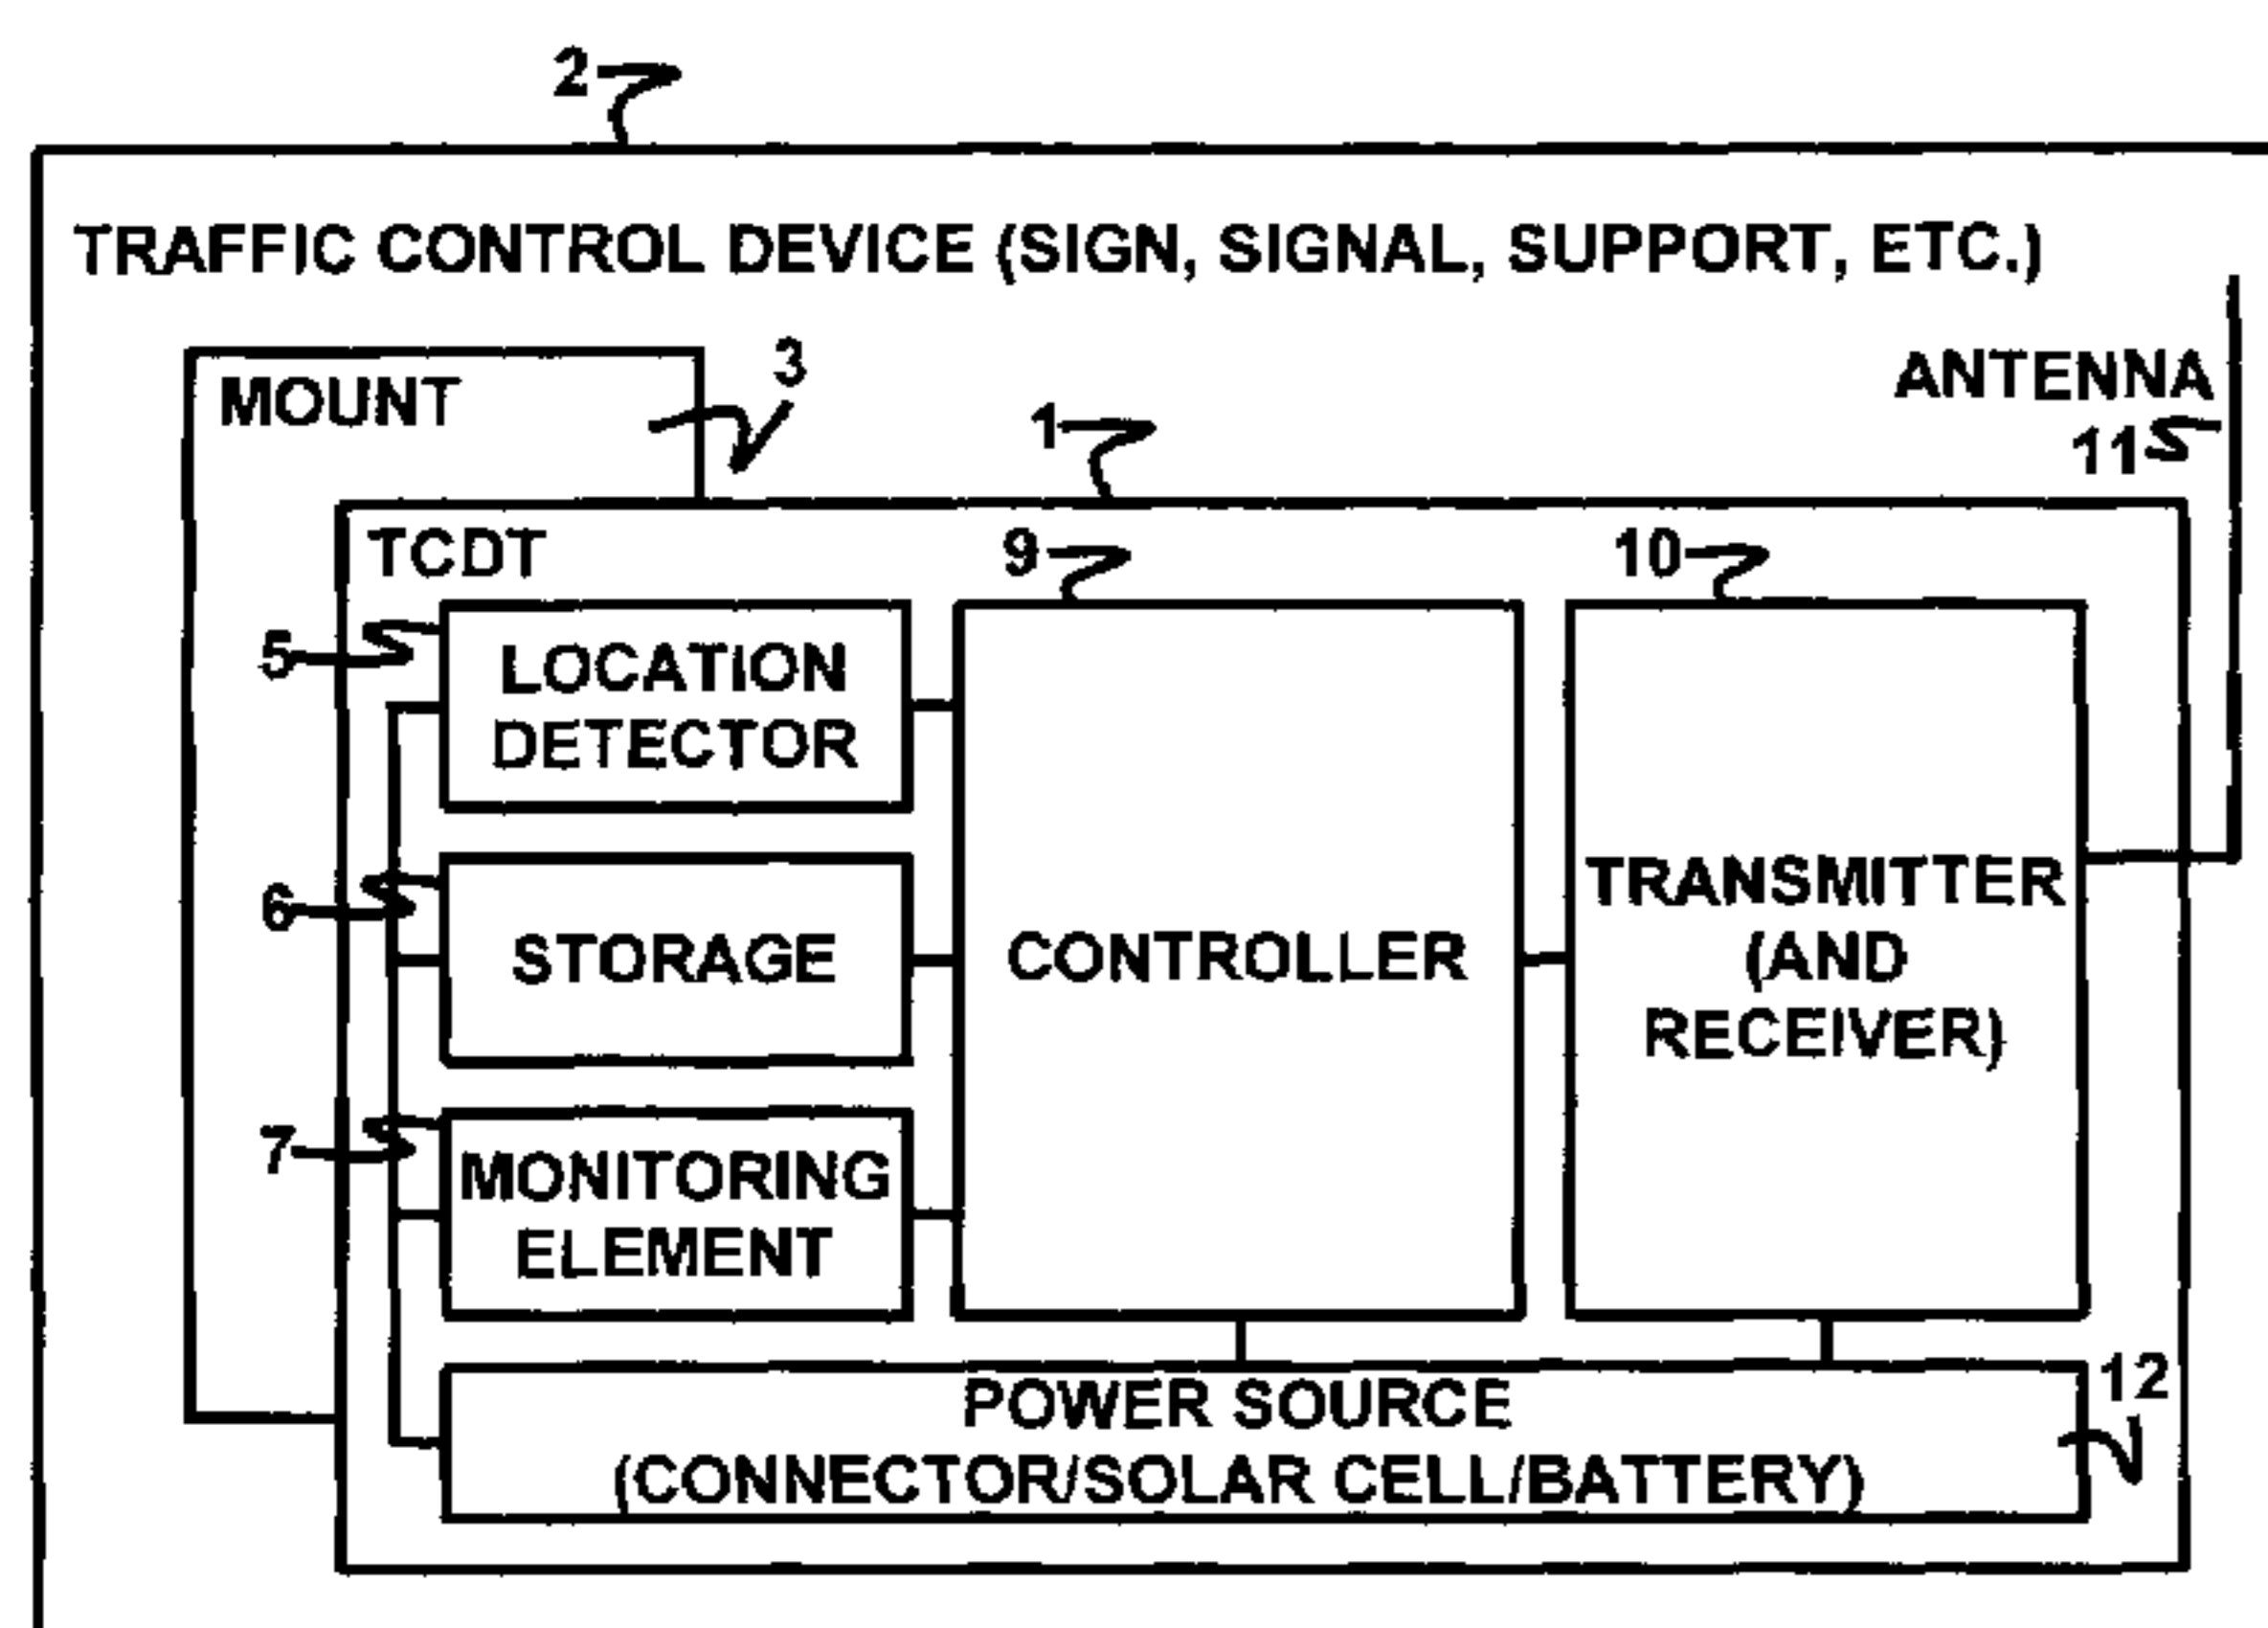 2
TRAFFIC CONTROL DEVICE (SIGN, SIGNAL, SUPPORT, ETC.)
MOUNT
3
1
ANTENNA
11
TCDT
9
10
5
LOCATION
DETECTOR
6
STORAGE
CONTROLLER
TRANSMITTER
(AND
RECEIVER)
7
MONITORING
ELEMENT
12
POWER SOURCE
(CONNECTOR/SOLAR CELL/BATTERY)